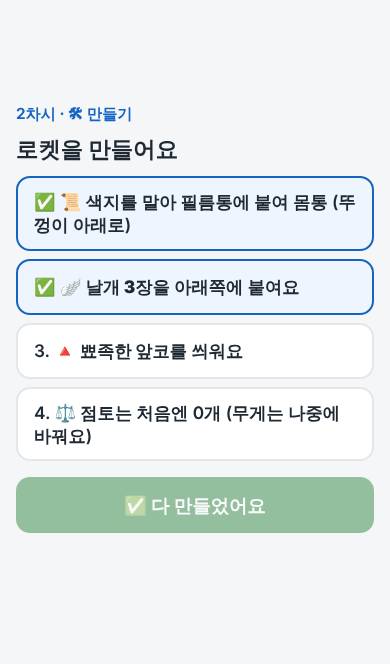 2차시 · 🛠 만들기
로켓을 만들어요
✅ 📜 색지를 말아 필름통에 붙여 몸통 (뚜
껑이 아래로)
✅ 🪽 날개 3장을 아래쪽에 붙여요
3. 🔺 뾰족한 앞코를 씌워요
4. ⚖️ 점토는 처음엔 0개 (무게는 나중에
바꿔요)
✅ 다 만들었어요